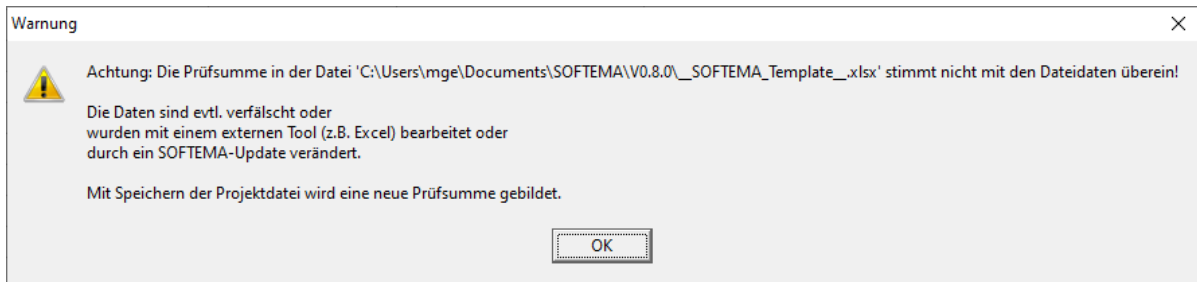 Warnung
Achtung: Die Prüfsumme in der Datei 'C:\Users\mge\Documents\SOFTEMA\V0.8.0\__SOFTEMA_Template__.xlsx' stimmt nicht mit den Dateidaten überein!
Die Daten sind evtl. verfälscht oder
wurden mit einem externen Tool (z.B. Excel) bearbeitet oder
durch ein SOFTEMA-Update verändert.
Mit Speichern der Projektdatei wird eine neue Prüfsumme gebildet.
OK